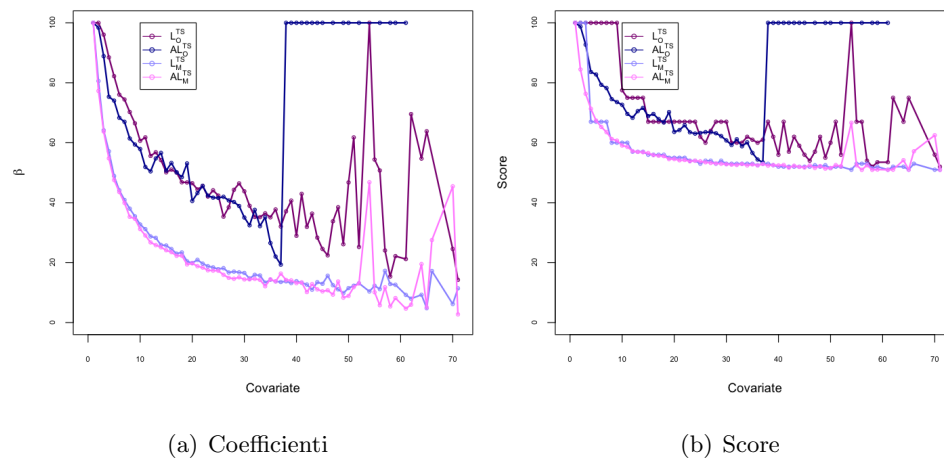 100
80
60
40
20
0
β
L_O^TS
AL_O^TS
L_M^TS
AL_M^TS
0 10 20 30 40 50 60 70
Covariate
(a) Coefficienti
100
80
60
40
20
0
Score
L_O^TS
AL_O^TS
L_M^TS
AL_M^TS
0 10 20 30 40 50 60 70
Covariate
(b) Score